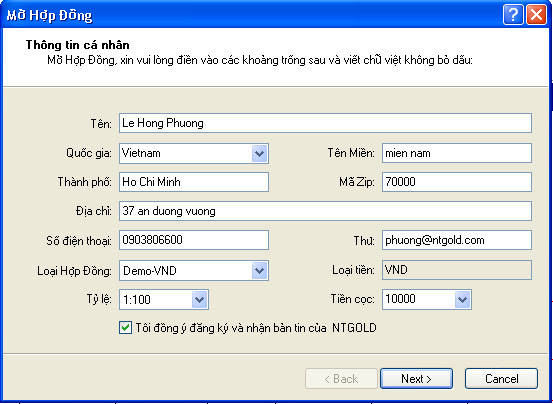 Mở Hợp Đồng
Thông tin cá nhân
Mở Hợp Đồng, xin vui lòng điền vào các khoảng trống sau và viết chữ việt không bỏ dấu:
Tên: Le Hong Phuong
Quốc gia: Vietnam Tên Miền: mien nam
Thành phố: Ho Chi Minh Mã Zip: 70000
Địa chỉ: 37 an duong vuong
Số điện thoại: 0903806600 Thư: phuong@ntgold.com
Loại Hợp Đồng: Demo-VND Loại tiền: VND
Tỷ lệ: 1:100 Tiền cọc: 10000
Tôi đồng ý đăng ký và nhận bản tin của NTGOLD
< Back Next > Cancel